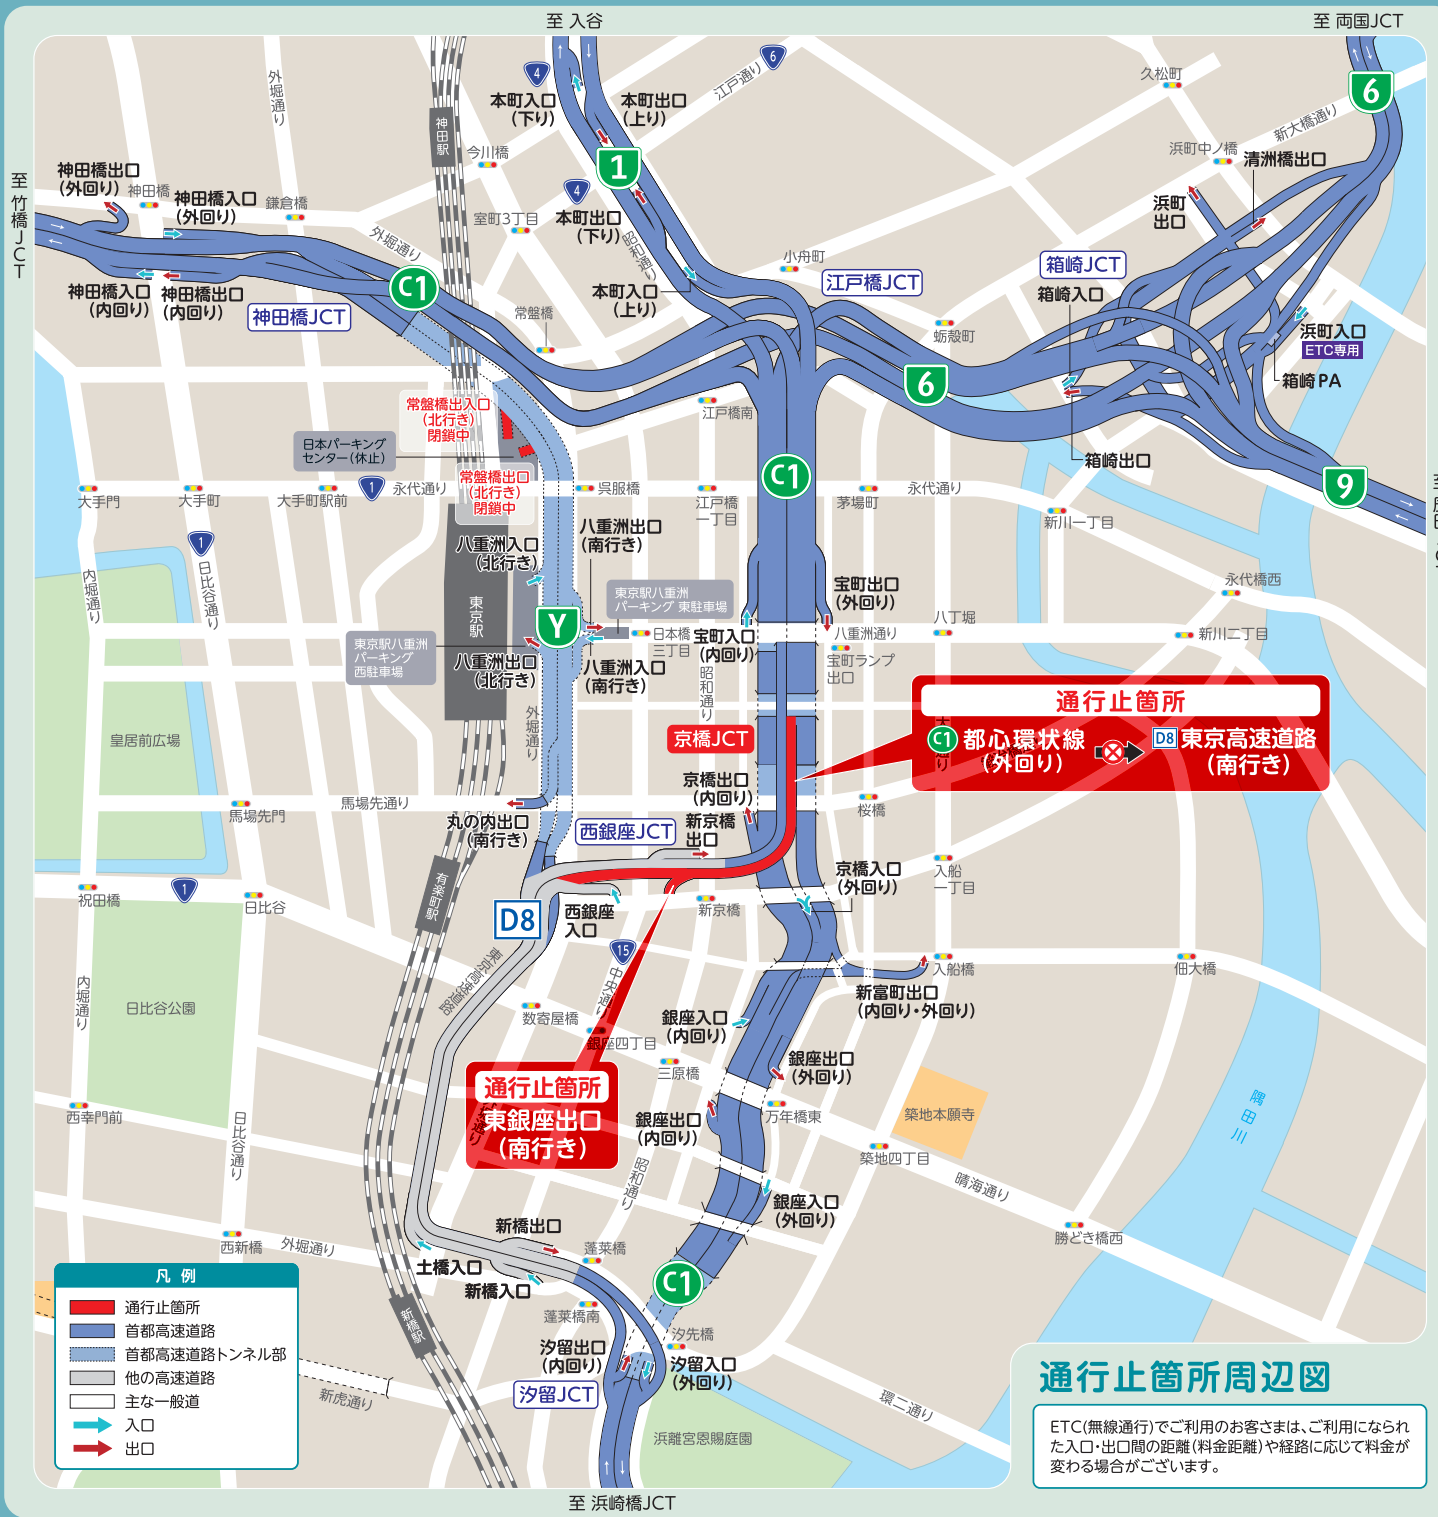 至 入谷
至 両国JCT
至 竹橋JCT
外堀通り
神田駅
4
本町入口
(下り)
本町出口
(上り)
江戸通り
6
久松町
6
新大橋通り
浜町中ノ橋
清洲橋出口
今川橋
1
神田橋出口
(外回り)
神田橋
神田橋入口
(外回り)
鎌倉橋
4
室町3丁目
本町出口
(下り)
昭和通り
浜町
出口
外堀通り
小舟町
箱崎JCT
江戸橋JCT
箱崎入口
神田橋入口
(内回り)
神田橋出口
(内回り)
神田橋JCT
C1
本町入口
(上り)
常盤橋
蛎殻町
浜町入口
ETC専用
箱崎PA
6
常盤橋出入口
(北行き)
閉鎖中
江戸橋南
日本パーキング
センター(休止)
箱崎出口
常盤橋出口
(北行き)
閉鎖中
C1
9
大手門
大手町
大手町駅前
1
永代通り
呉服橋
江戸橋
一丁目
茅場町
永代通り
新川一丁目
1
八重洲入口
(北行き)
八重洲出口
(南行き)
内堀通り
日比谷通り
東京駅
東京駅八重洲
パーキング 東駐車場
宝町出口
(外回り)
永代橋西
Y
日本橋
三丁目
宝町入口
(内回り)
八重洲通り
八丁堀
新川二丁目
東京駅八重洲
パーキング
西駐車場
八重洲出口
(北行き)
八重洲入口
(南行き)
宝町ランプ
出口
昭和通り
外堀通り
京橋JCT
通行止箇所
C1 都心環状線
(外回り)
D8 東京高速道路
(南行き)
皇居前広場
京橋出口
(内回り)
馬場先門
馬場先通り
桜橋
丸の内出口
(南行き)
西銀座JCT
新京橋
出口
京橋入口
(外回り)
入船
一丁目
祝田橋
1
日比谷
有楽町駅
D8
西銀座
入口
新京橋
15
中央通り
東京高速道路
入船橋
佃大橋
新富町出口
(内回り・外回り)
内堀通り
日比谷公園
数寄屋橋
銀座四丁目
銀座入口
(内回り)
三原橋
銀座出口
(外回り)
通行止箇所
東銀座出口
(南行き)
西幸門前
日比谷通り
銀座出口
(内回り)
万年橋東
築地本願寺
隅田川
築地四丁目
昭和通り
晴海通り
銀座入口
(外回り)
新橋出口
蓬莱橋
勝どき橋西
西新橋
外堀通り
土橋入口
新橋入口
C1
蓬莱橋南
新橋駅
汐先橋
汐留出口
(内回り)
汐留入口
(外回り)
汐留JCT
新虎通り
環二通り
浜離宮恩賜庭園
凡 例
通行止箇所
首都高速道路
首都高速道路トンネル部
他の高速道路
主な一般道
入口
出口
通行止箇所周辺図
ETC(無線通行)でご利用のお客さまは、ご利用になられ
た入口・出口間の距離(料金距離)や経路に応じて料金が
変わる場合がございます。
至 浜崎橋JCT